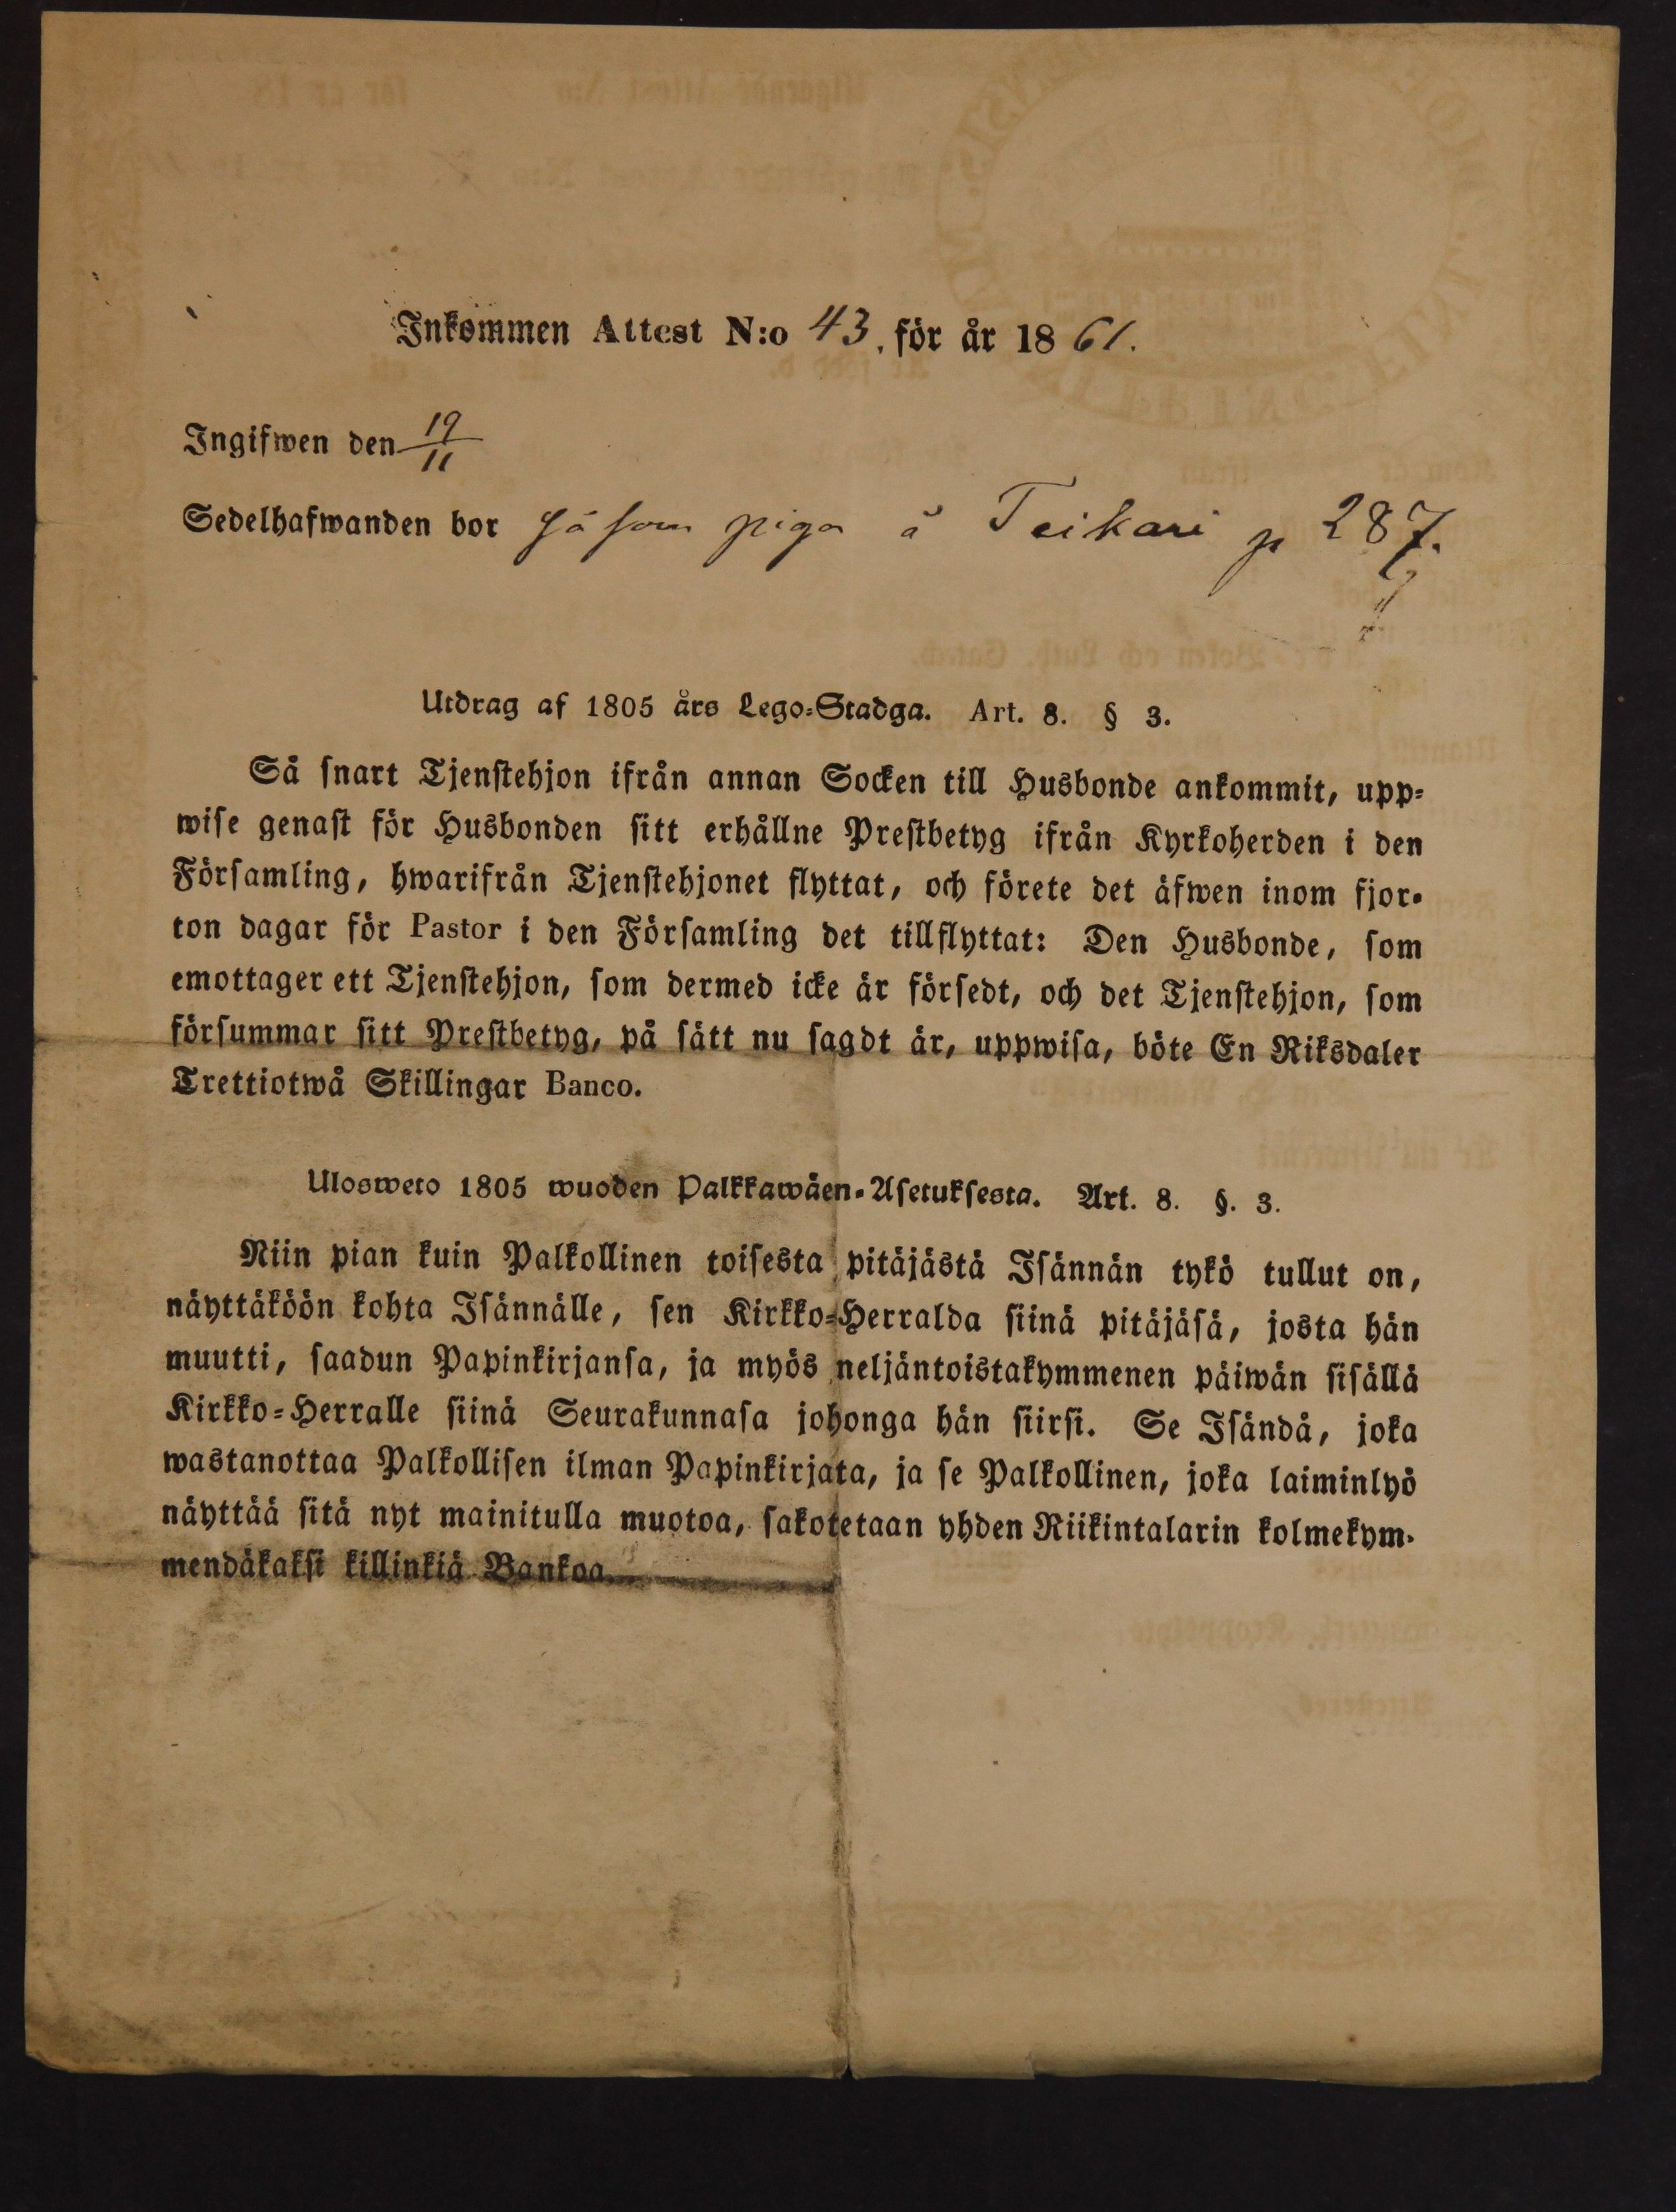 Inkommen Attest N:o 43, för år 1861.
Ingifwen den 19/11
Sedelhafwanden bor såsom piga å Teikari p 287.
Utdrag af 1805 års Lego-Stadga. Art. 8. § 3.
Så snart Tjenstehjon ifrån annan Socken till Husbonde ankommit, upp-
wise genast för Husbonden sitt erhållne Prestbetyg ifrån Kyrkoherden i den
Församling, hwarifrån Tjenstehjonet flyttat, och förete det äfwen inom fjor-
ton dagar för Pastor i den Församling det tillflyttat: Den Husbonde, som
emottager ett Tjenstehjon, som dermed icke är försedt, och det Tjenstehjon, som
försummar sitt Prestbetyg, på sätt nu sagdt är, uppwisa, böte En Riksdaler
Trettiotwå Skillingar Banco.
Ulosweto 1805 wuoden Palkkawäen-Asetuksesta. Art. 8. §. 3.
Niin pian kuin Palkollinen toisesta pitäjästä Isännän tykö tullut on,
näyttäköön kohta Isännälle, sen Kirkko-Herralda siinä pitäjäsä, josta hän
muutti, saadun Papinkirjansa, ja myös neljäntoistakymmenen päiwän sisällä
Kirkko-Herralle siinä Seurakunnasa johonga hän siirsi. Se Isändå, joka
wastanottaa Palkollisen ilman Papinkirjata, ja se Palkollinen, joka laiminlyö
näyttää sitä nyt mainitulla muotoa, sakotetaan yhden Riikintalarin kolmekym-
mendäkaksi killinkiä Bankoa.